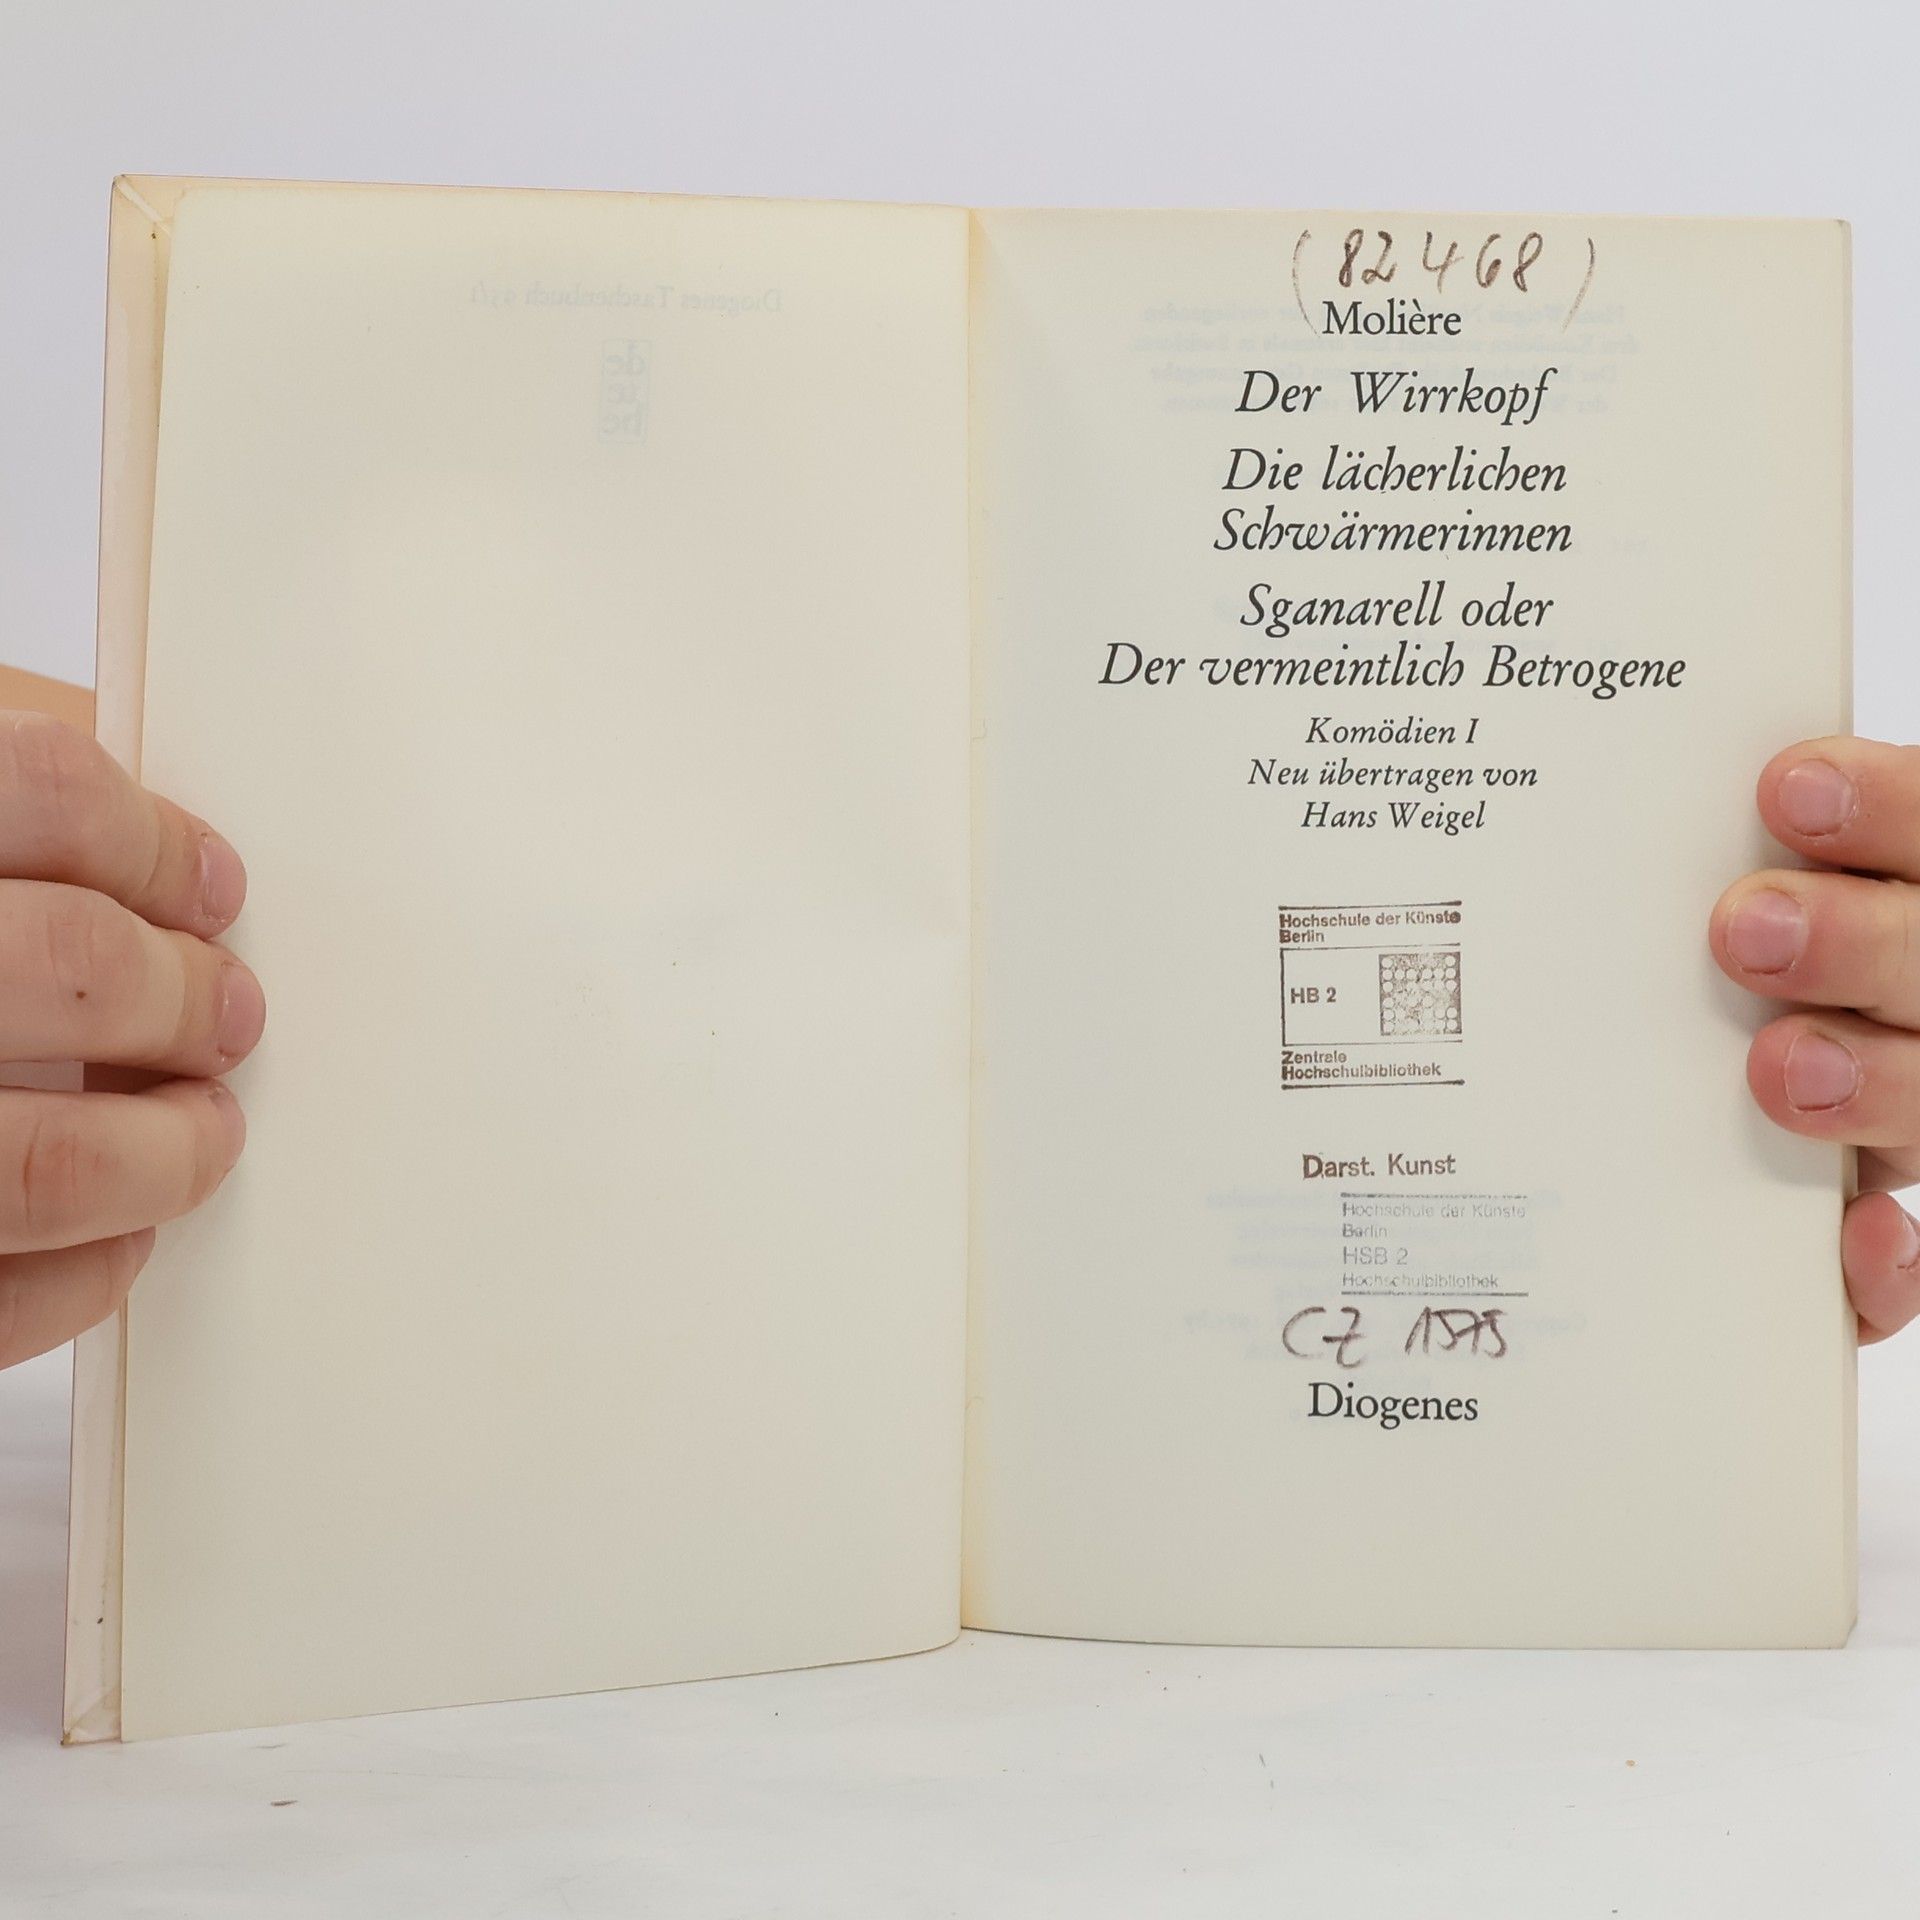 (82468)
Molière
Der Wirrkopf
Die lächerlichen
Schwärmerinnen
Sganarell oder
Der vermeintlich Betrogene
Komödien I
Neu übertragen von
Hans Weigel
Hochschule der Künste
Berlin
HB 2
Zentrale
Hochschulbibliothek
Darst. Kunst
Hochschule der Künste
Berlin
HSB 2
Hochschulbibliothek
CZ
Diogenes